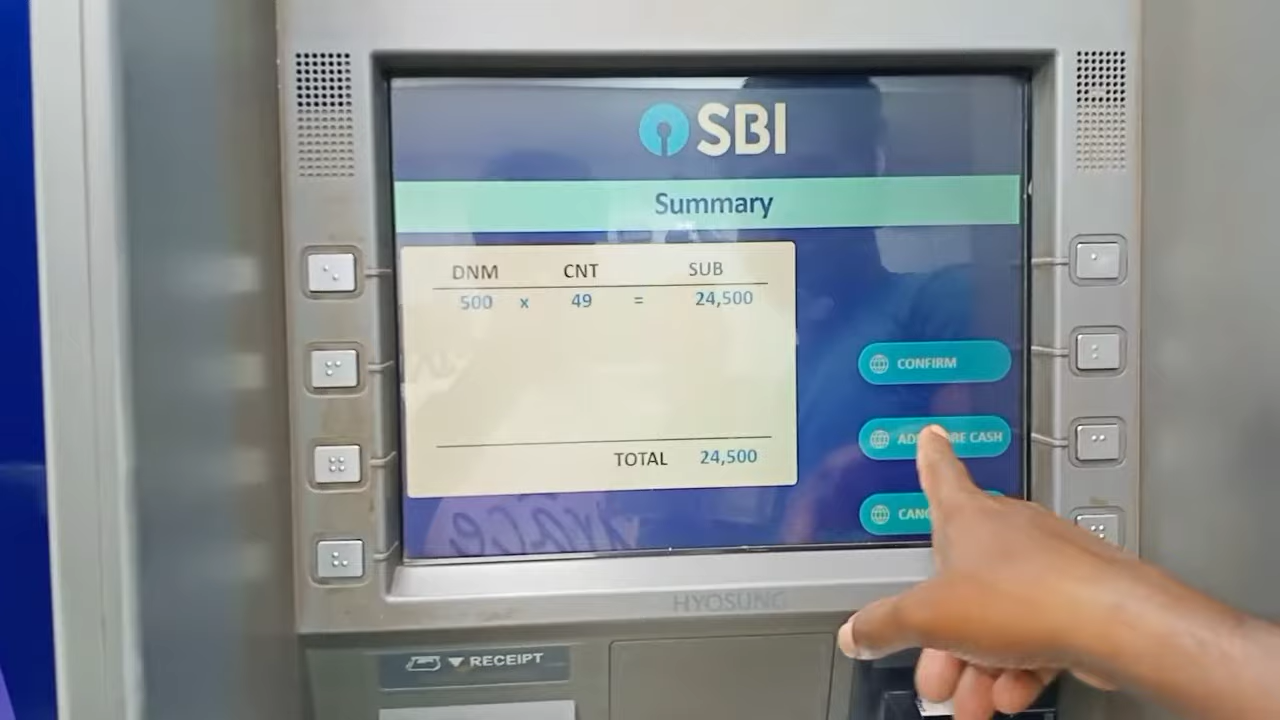 SBI
Summary
DNM CNT SUB
500 x 49 = 24,500
TOTAL 24,500
CONFIRM
CASH
HYOSUNG
RECEIPT